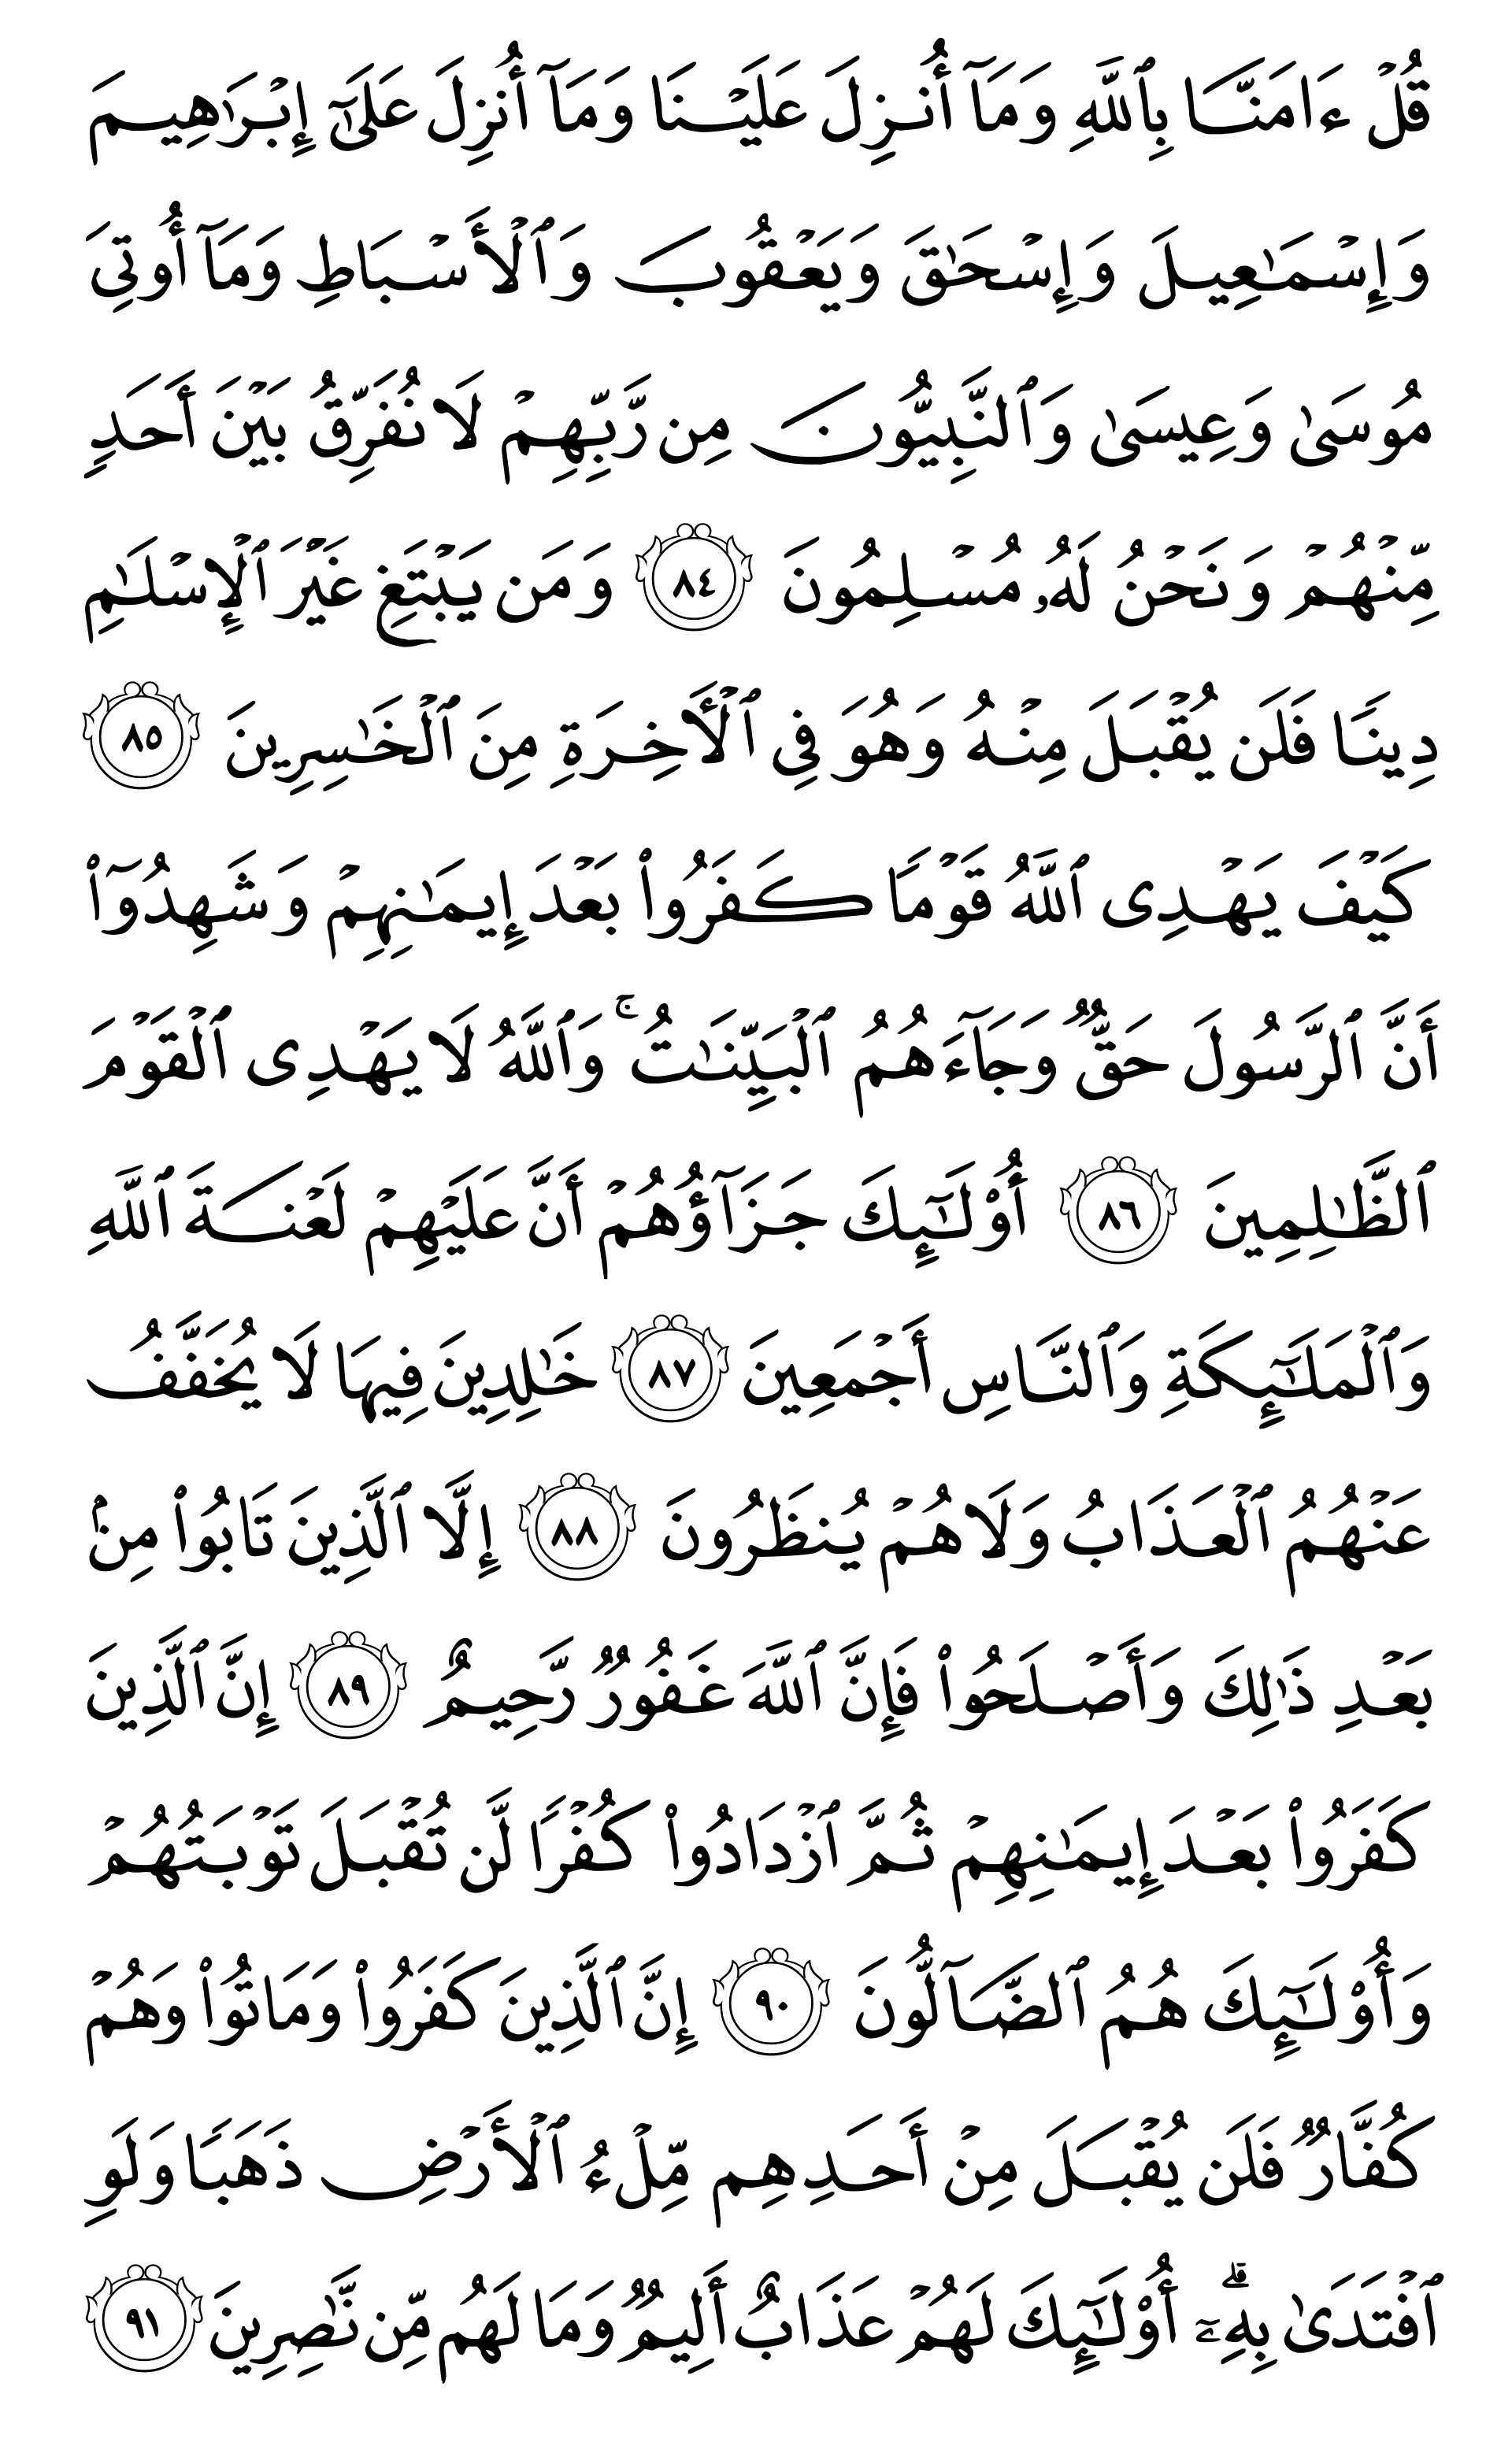 قُلْ ءَامَنَّا بِٱللَّهِ وَمَآ أُنزِلَ عَلَيْنَا وَمَآ أُنزِلَ عَلَىٰٓ إِبْرَٰهِيمَ
وَإِسْمَـٰعِيلَ وَإِسْحَـٰقَ وَيَعْقُوبَ وَٱلْأَسْبَاطِ وَمَآ أُوتِىَ
مُوسَىٰ وَعِيسَىٰ وَٱلنَّبِيُّونَ مِن رَّبِّهِمْ لَا نُفَرِّقُ بَيْنَ أَحَدٍ
مِّنْهُمْ وَنَحْنُ لَهُۥ مُسْلِمُونَ ٨٤ وَمَن يَبْتَغِ غَيْرَ ٱلْإِسْلَـٰمِ
دِينًا فَلَن يُقْبَلَ مِنْهُ وَهُوَ فِى ٱلْأَخِرَةِ مِنَ ٱلْخَـٰسِرِينَ ٨٥
كَيْفَ يَهْدِى ٱللَّهُ قَوْمًا كَفَرُوا۟ بَعْدَ إِيمَـٰنِهِمْ وَشَهِدُوٓا۟
أَنَّ ٱلرَّسُولَ حَقٌّ وَجَآءَهُمُ ٱلْبَيِّنَـٰتُ ۚ وَٱللَّهُ لَا يَهْدِى ٱلْقَوْمَ
ٱلظَّـٰلِمِينَ ٨٦ أُو۟لَـٰٓئِكَ جَزَآؤُهُمْ أَنَّ عَلَيْهِمْ لَعْنَةَ ٱللَّهِ
وَٱلْمَلَـٰٓئِكَةِ وَٱلنَّاسِ أَجْمَعِينَ ٨٧ خَـٰلِدِينَ فِيهَا لَا يُخَفَّفُ
عَنْهُمُ ٱلْعَذَابُ وَلَا هُمْ يُنظَرُونَ ٨٨ إِلَّا ٱلَّذِينَ تَابُوا۟ مِنۢ
بَعْدِ ذَٰلِكَ وَأَصْلَحُوا۟ فَإِنَّ ٱللَّهَ غَفُورٌ رَّحِيمٌ ٨٩ إِنَّ ٱلَّذِينَ
كَفَرُوا۟ بَعْدَ إِيمَـٰنِهِمْ ثُمَّ ٱزْدَادُوا۟ كُفْرًا لَّن تُقْبَلَ تَوْبَتُهُمْ
وَأُو۟لَـٰٓئِكَ هُمُ ٱلضَّآلُّونَ ٩٠ إِنَّ ٱلَّذِينَ كَفَرُوا۟ وَمَاتُوا۟ وَهُمْ
كُفَّارٌ فَلَن يُقْبَلَ مِنْ أَحَدِهِم مِّلْءُ ٱلْأَرْضِ ذَهَبًا وَلَوِ
ٱفْتَدَىٰ بِهِۦٓ ۗ أُو۟لَـٰٓئِكَ لَهُمْ عَذَابٌ أَلِيمٌ وَمَا لَهُم مِّن نَّـٰصِرِينَ ٩١